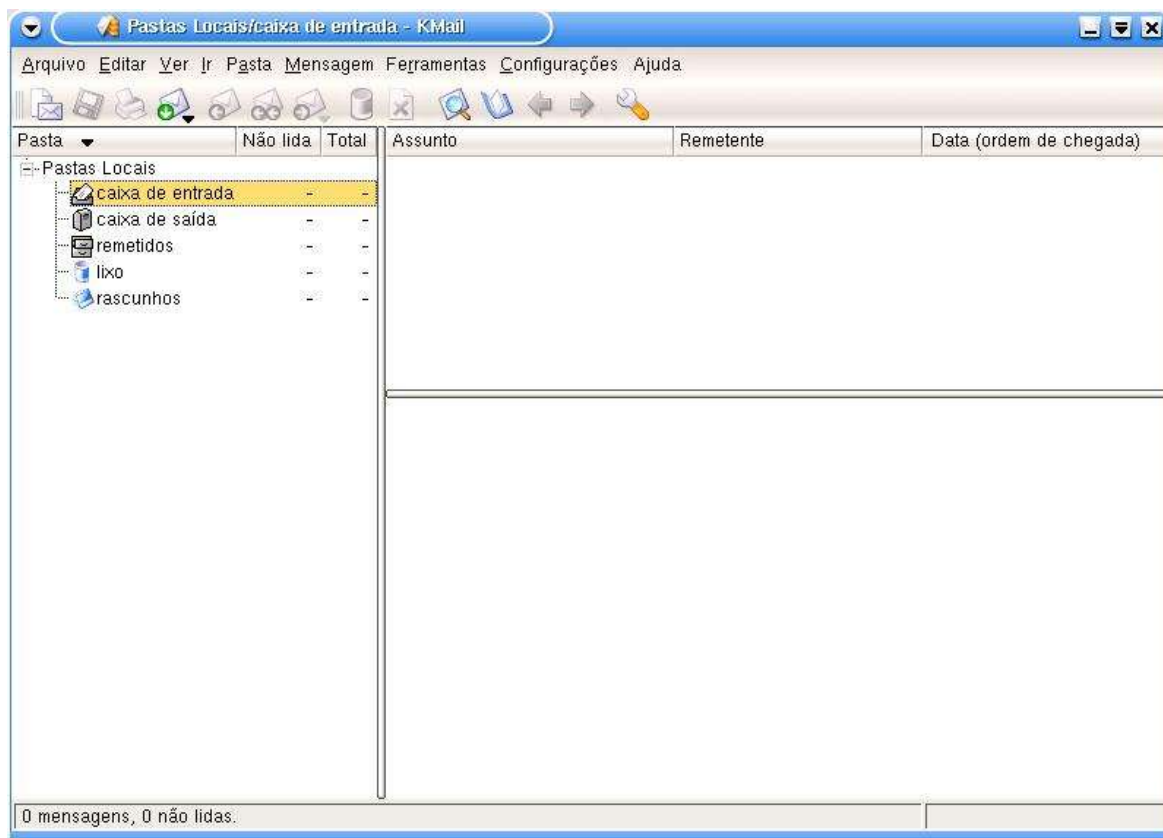 Pastas Locais/caixa de entrada - KMail
Arquivo Editar Ver Ir Pasta Mensagem Ferramentas Configurações Ajuda
Pasta Não lida Total Assunto Remetente Data (ordem de chegada)
Pastas Locais
caixa de entrada - -
caixa de saída - -
remetidos - -
lixo - -
rascunhos - -
0 mensagens, 0 não lidas.